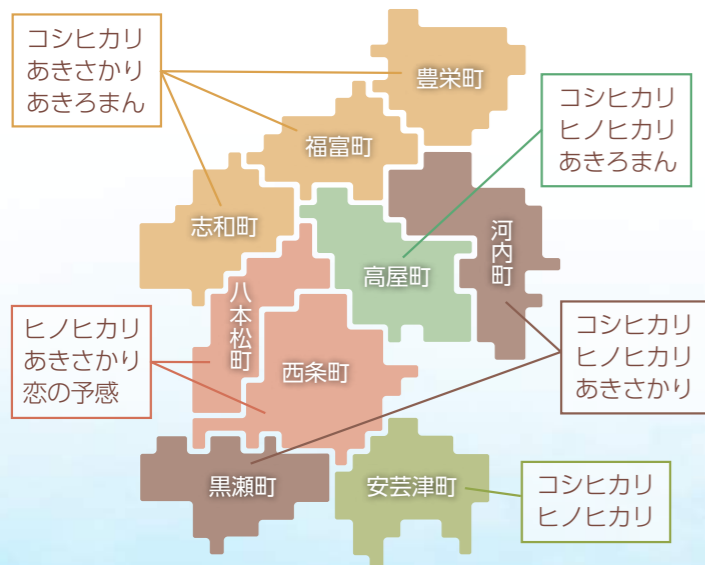 コシヒカリ
あきさかり
あきろまん
豊栄町
福富町
コシヒカリ
ヒノヒカリ
あきろまん
志和町
河内町
高屋町
八本松町
ヒノヒカリ
あきさかり
恋の予感
西条町
コシヒカリ
ヒノヒカリ
あきさかり
黒瀬町
安芸津町
コシヒカリ
ヒノヒカリ